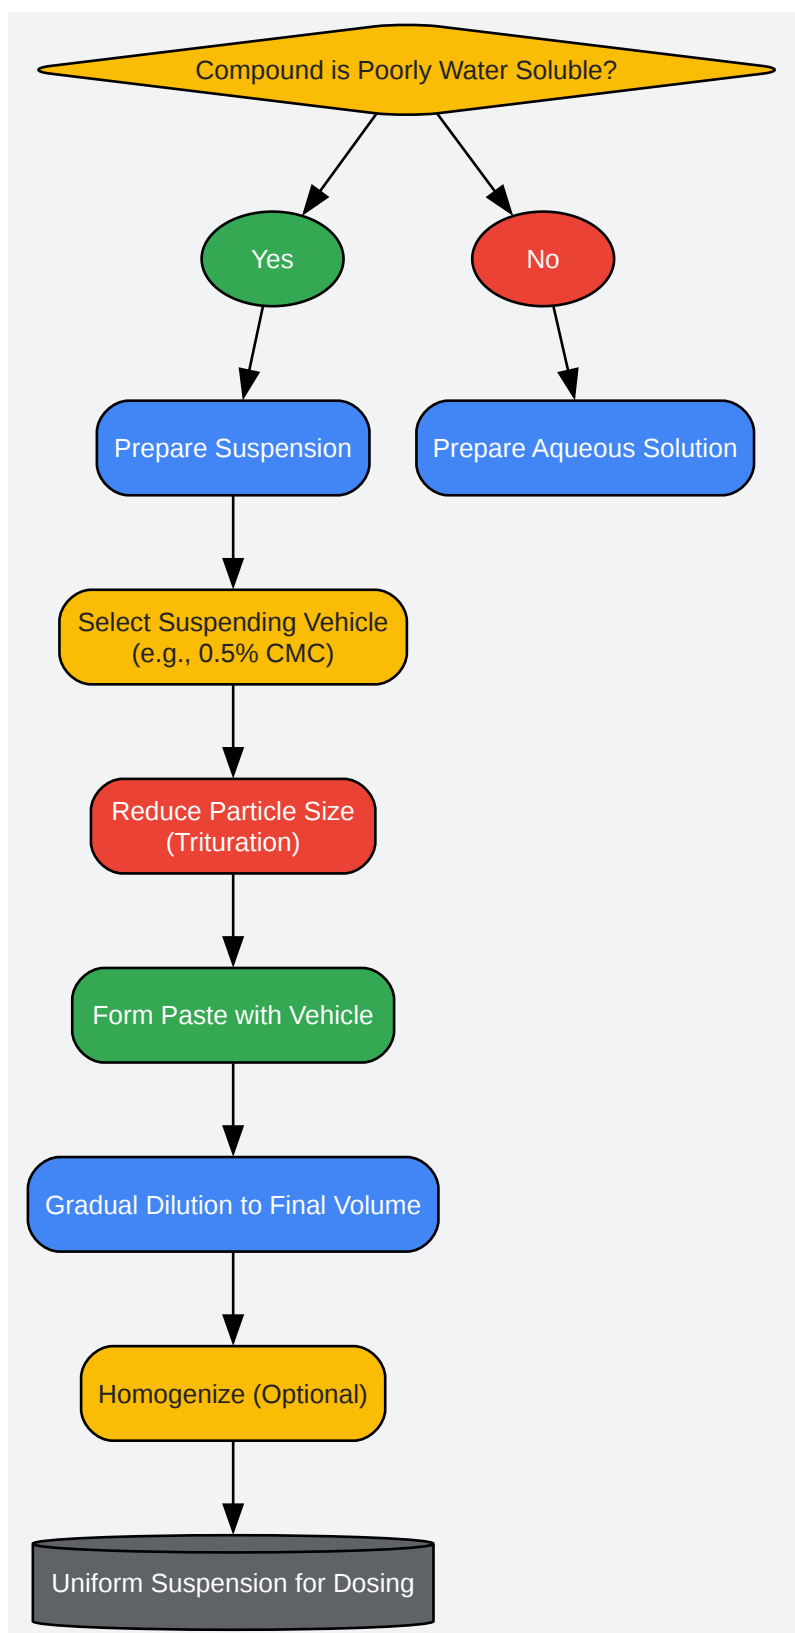 Compound is Poorly Water Soluble?
Yes
No
Prepare Suspension
Prepare Aqueous Solution
Select Suspending Vehicle
(e.g., 0.5% CMC)
Reduce Particle Size
(Trituration)
Form Paste with Vehicle
Gradual Dilution to Final Volume
Homogenize (Optional)
Uniform Suspension for Dosing